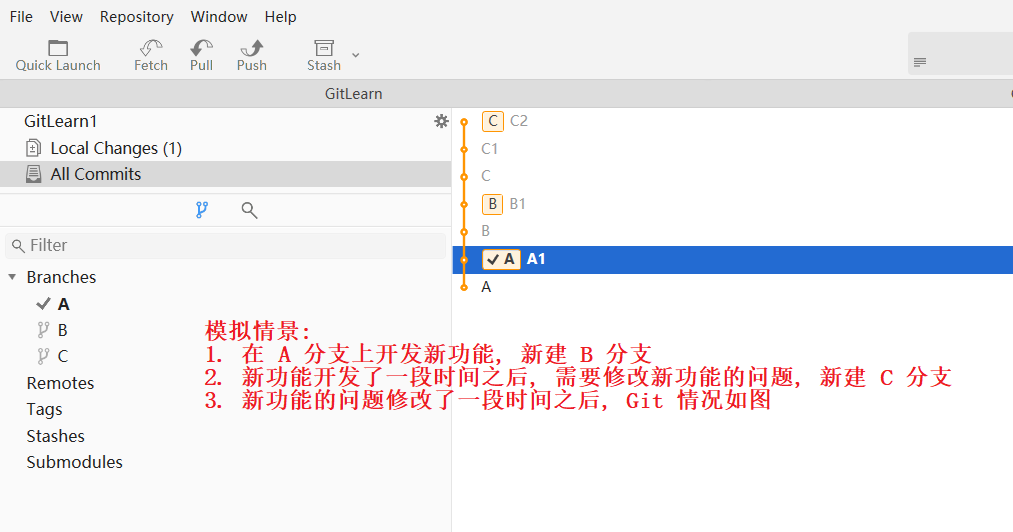 File View Repository Window Help
Quick Launch Fetch Pull Push Stash
GitLearn
GitLearn1
Local Changes (1)
All Commits
Filter
Branches
A
B
C
Remotes
Tags
Stashes
Submodules
C C2
C1
C
B B1
B
A A1
A
模拟情景:
1. 在 A 分支上开发新功能, 新建 B 分支
2. 新功能开发了一段时间之后, 需要修改新功能的问题, 新建 C 分支
3. 新功能的问题修改了一段时间之后, Git 情况如图